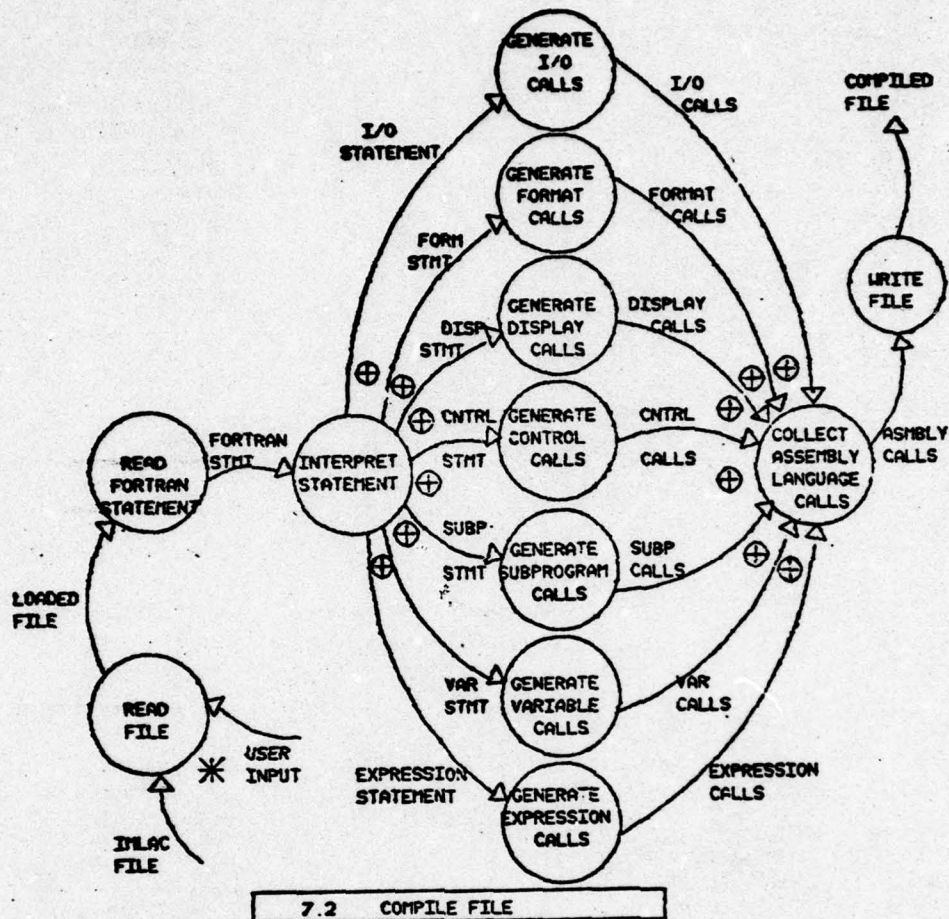 GENERATE
I/O
CALLS
I/O
CALLS
COMPILED
FILE
I/O
STATEMENT
GENERATE
FORMAT
CALLS
FORMAT
CALLS
FORM
STMT
WRITE
FILE
GENERATE
DISPLAY
CALLS
DISPLAY
CALLS
DISP
STMT
CNTRL
STMT
GENERATE
CONTROL
CALLS
CNTRL
CALLS
COLLECT
ASSEMBLY
LANGUAGE
CALLS
ASMBLY
CALLS
FORTRAN
STMT
READ
FORTRAN
STATEMENT
INTERPRET
STATEMENT
SUBP
STMT
GENERATE
SUBPROGRAM
CALLS
SUBP
CALLS
LOADED
FILE
READ
FILE
USER
INPUT
VAR
STMT
GENERATE
VARIABLE
CALLS
VAR
CALLS
EXPRESSION
STATEMENT
GENERATE
EXPRESSION
CALLS
EXPRESSION
CALLS
IMLAC
FILE
7.2 COMPILE FILE